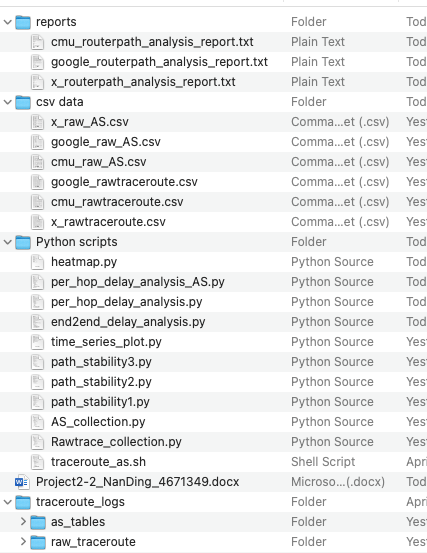 reports Folder Tod
cmu_routerpath_analysis_report.txt Plain Text Tod
google_routerpath_analysis_report.txt Plain Text Tod
x_routerpath_analysis_report.txt Plain Text Tod
csv data Folder Tod
x_raw_AS.csv Comma...et (.csv) Yest
google_raw_AS.csv Comma...et (.csv) Yest
cmu_raw_AS.csv Comma...et (.csv) Yest
google_rawtraceroute.csv Comma...et (.csv) Yest
cmu_rawtraceroute.csv Comma...et (.csv) Yest
x_rawtraceroute.csv Comma...et (.csv) Yest
Python scripts Folder Tod
heatmap.py Python Source Tod
per_hop_delay_analysis_AS.py Python Source Tod
per_hop_delay_analysis.py Python Source Tod
end2end_delay_analysis.py Python Source Tod
time_series_plot.py Python Source Yest
path_stability3.py Python Source Yest
path_stability2.py Python Source Yest
path_stability1.py Python Source Yest
AS_collection.py Python Source Yest
Rawtrace_collection.py Python Source Yest
traceroute_as.sh Shell Script Apri
Project2-2_NanDing_4671349.docx Microso...(.docx) Tod
traceroute_logs Folder Apri
as_tables Folder Yest
raw_traceroute Folder Yest